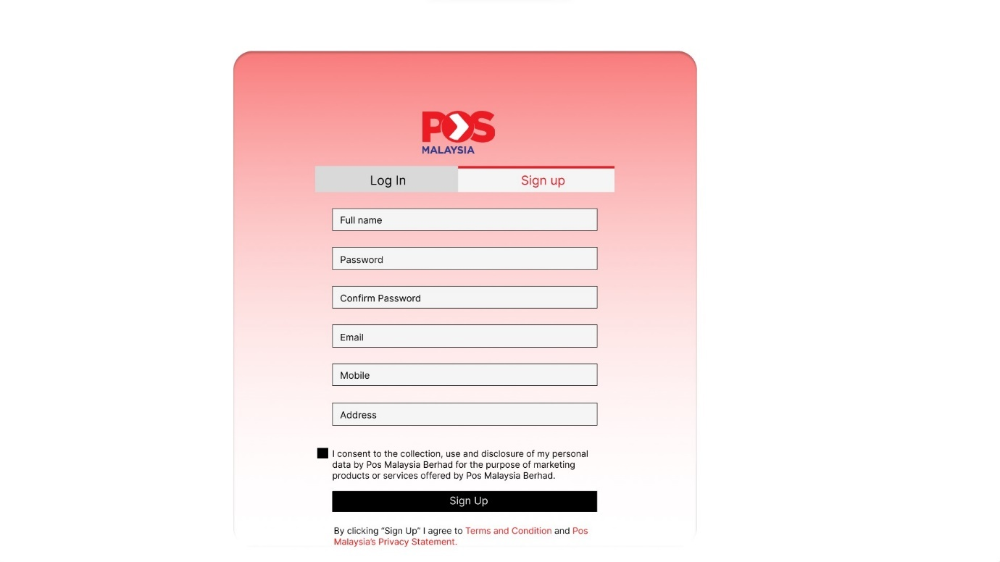 POS
MALAYSIA
Log In
Sign up
Full name
Password
Confirm Password
Email
Mobile
Address
I consent to the collection, use and disclosure of my personal
data by Pos Malaysia Berhad for the purpose of marketing
products or services offered by Pos Malaysia Berhad.
Sign Up
By clicking “Sign Up” I agree to Terms and Condition and Pos
Malaysia’s Privacy Statement.